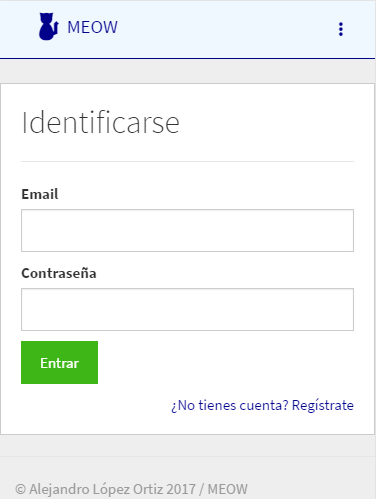 MEOW
Identificarse
Email
Contraseña
Entrar
¿No tienes cuenta? Regístrate
© Alejandro López Ortiz 2017 / MEOW